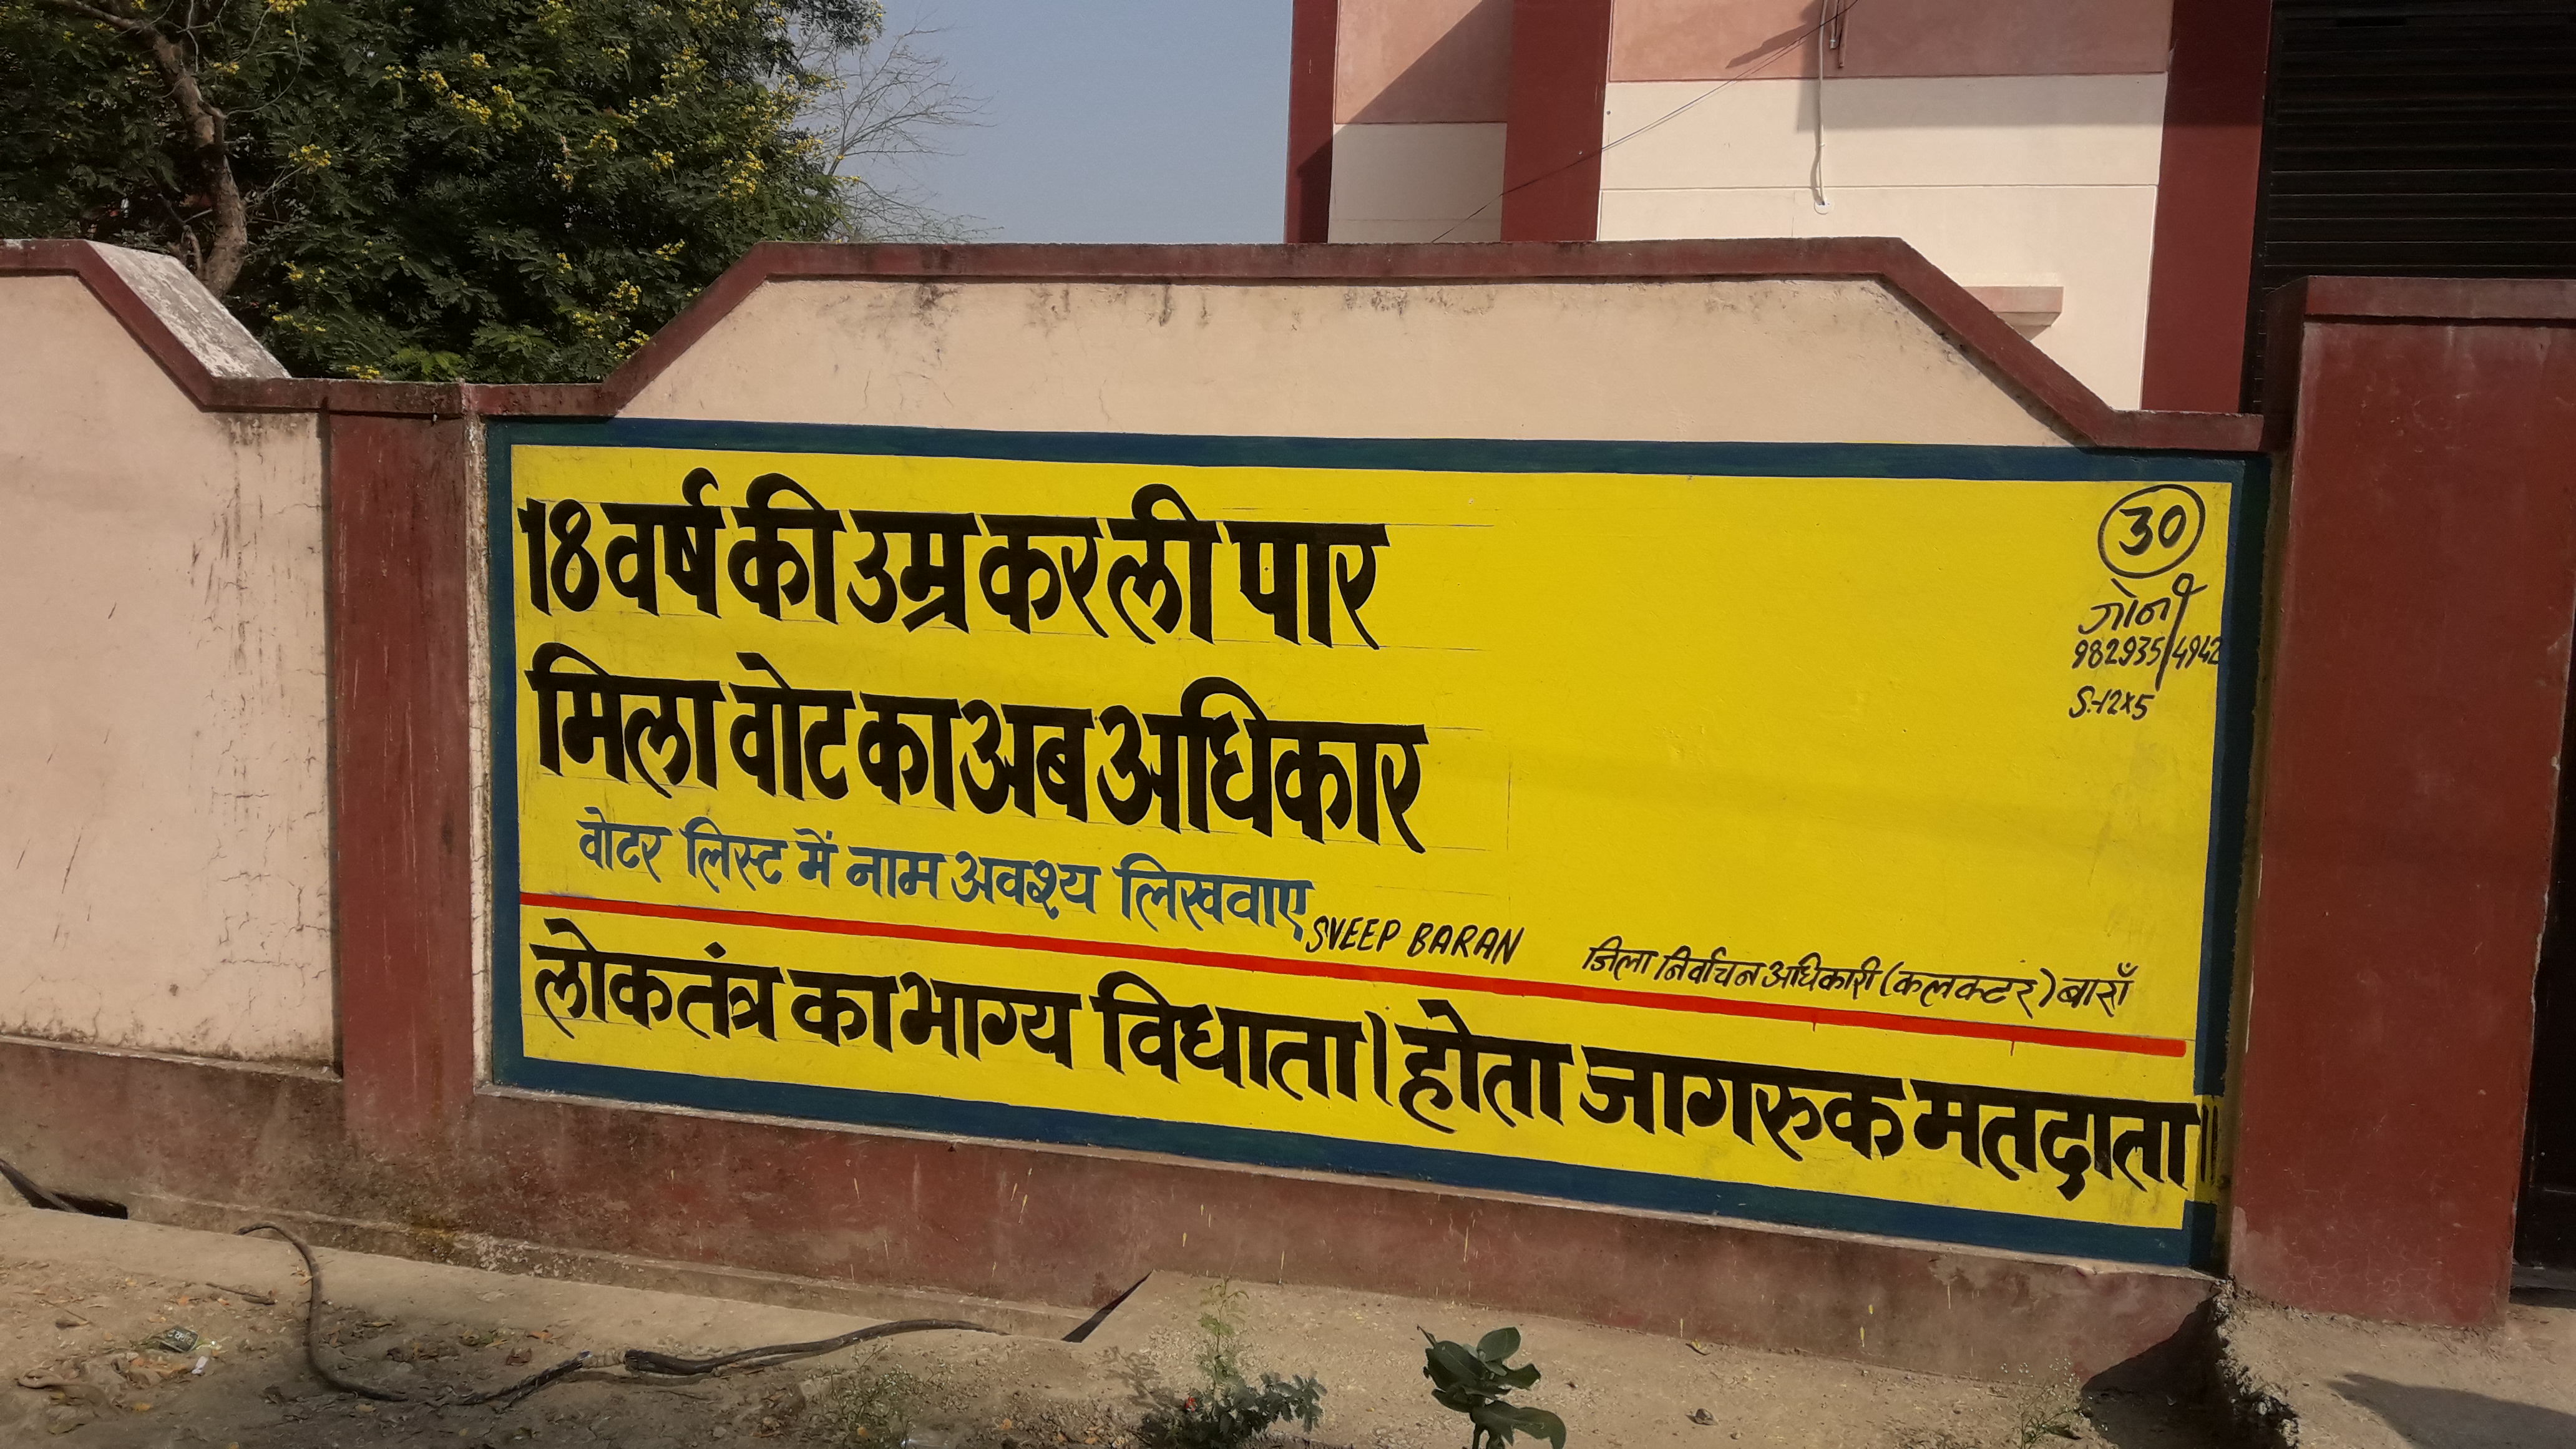 18 वर्ष की उम्र कर ली पार
मिला वोट का अब अधिकार
वोटर लिस्ट में नाम अवश्य लिखवाए
SVEEP BARAN
जिला निर्वाचन अधिकारी (कलक्टर) बाराँ
लोकतंत्र का भाग्य विधाता। होता जागरुक मतदाता॥
30
98293514942
S.-12x5